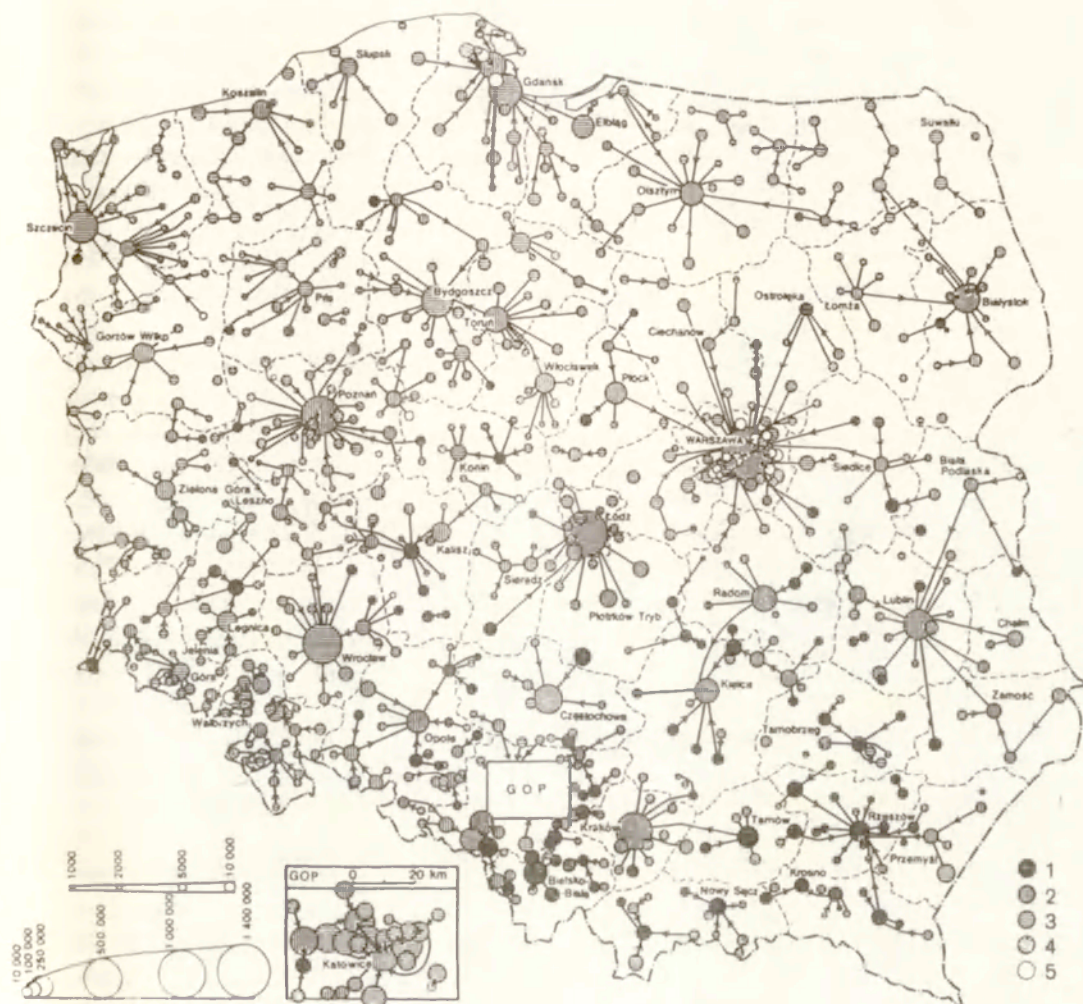 Słupsk
Koszalin
Gdańsk
Elbląg
Suwałki
Olsztyn
Szczecin
Bydgoszcz
Piła
Ostrołęka
Łomża
Białystok
Toruń
Ciechanów
Gorzów Wlkp
Włocławek
Płock
Poznań
WARSZAWA
Konin
Siedlce
Biała
Podlaska
Zielona Góra
Leszno
Kalisz
Łódź
Sieradz
Radom
Lublin
Piotrków Tryb
Chełm
Legnica
Jelenia
Góra
Wrocław
Kielce
Zamość
Wałbrzych
Częstochowa
Opole
Tarnobrzeg
GOP
Kraków
Tarnów
Rzeszów
Przemyśl
Krosno
Bielsko-
Biała
Nowy Sącz
1000
2000
5000
10 000
GOP 0 20 km
Katowice
10 000
100 000
250 000
500 000
1 000 000
1 400 000
1
2
3
4
5